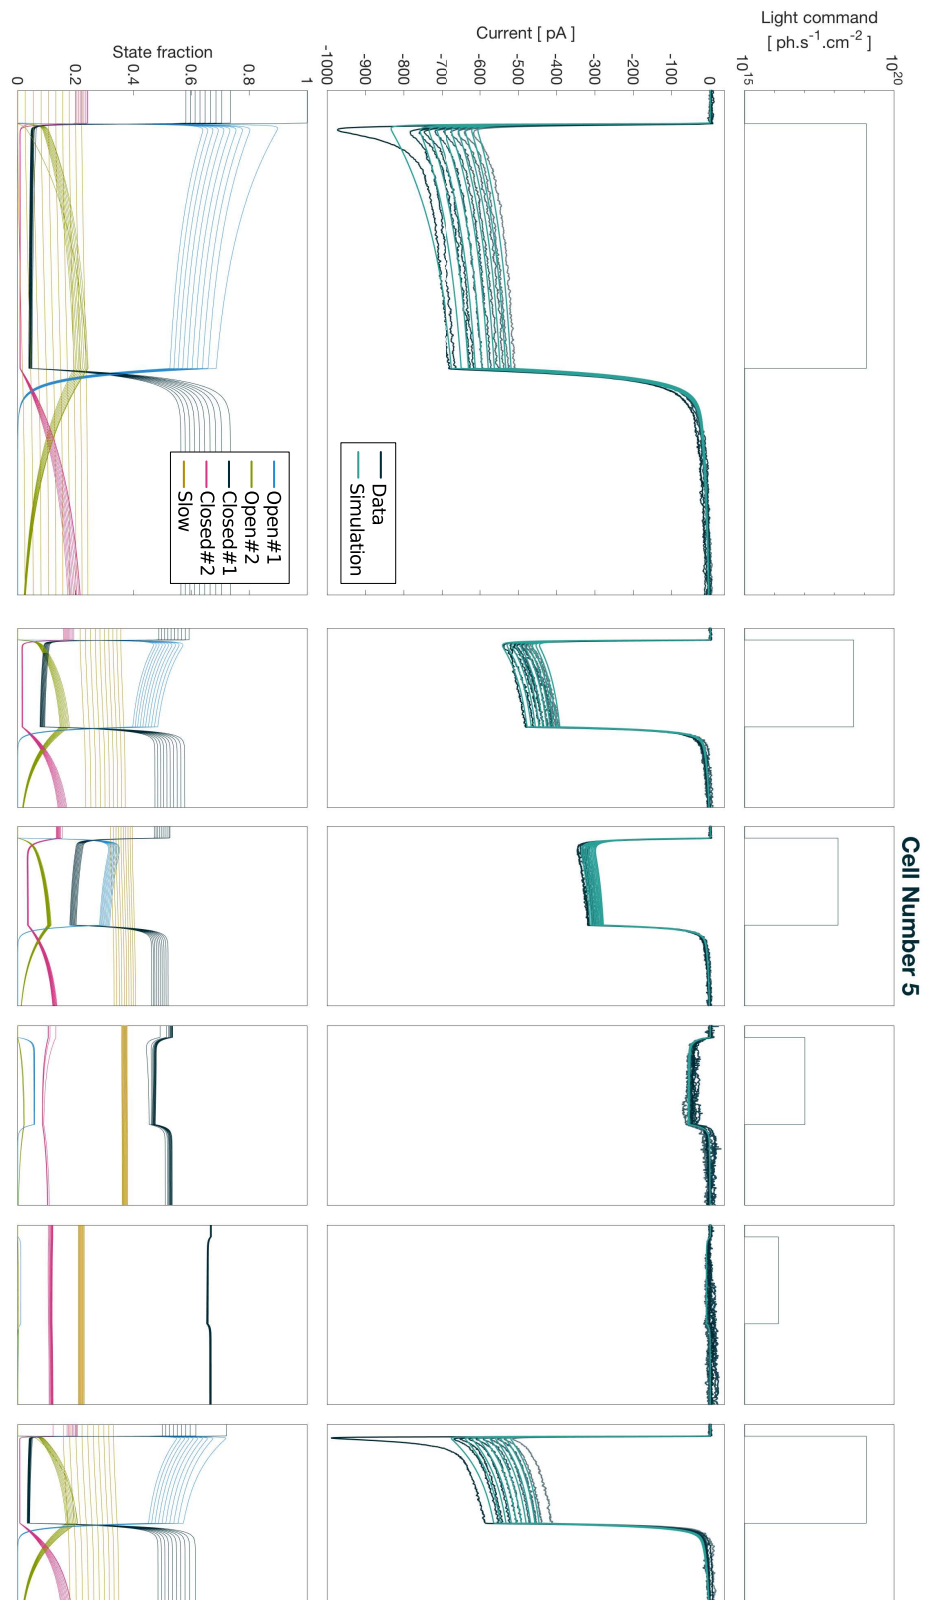 Cell Number 5
Light command
[ ph.s-1.cm-2 ]
10^20
10^15
Current [ pA ]
0
-100
-200
-300
-400
-500
-600
-700
-800
-900
-1000
Data
Simulation
State fraction
1
0.8
0.6
0.4
0.2
0
Open#1
Open#2
Closed#1
Closed#2
Slow